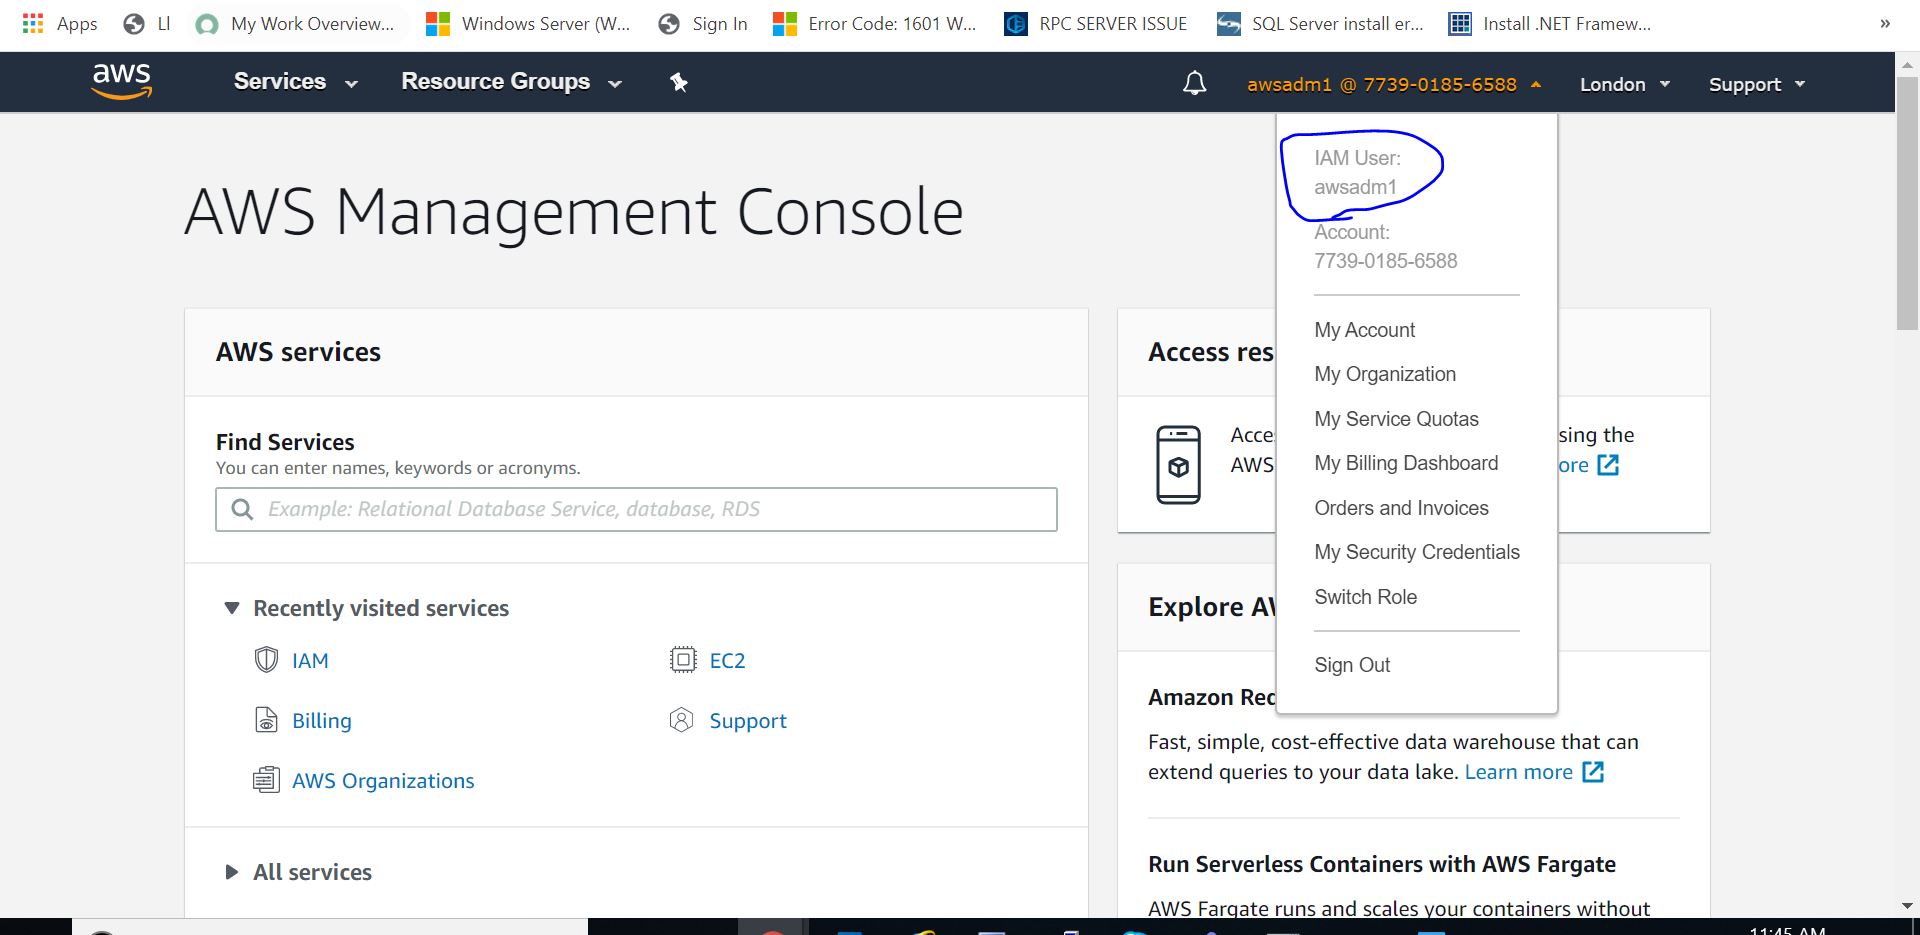 Apps LI My Work Overview... Windows Server (W... Sign In Error Code: 1601 W... RPC SERVER ISSUE SQL Server install er... Install .NET Framew... »
aws Services Resource Groups awsadm1 @ 7739-0185-6588 London Support
IAM User:
awsadm1
Account:
7739-0185-6588
My Account
My Organization
My Service Quotas
My Billing Dashboard
Orders and Invoices
My Security Credentials
Switch Role
Sign Out
AWS Management Console
AWS services
Find Services
You can enter names, keywords or acronyms.
Example: Relational Database Service, database, RDS
Recently visited services
IAM EC2
Billing Support
AWS Organizations
All services
Access res
Acce sing the
AWS ore
Explore A
Amazon Red
Fast, simple, cost-effective data warehouse that can
extend queries to your data lake. Learn more
Run Serverless Containers with AWS Fargate
AWS Fargate runs and scales your containers without
11:45 AM